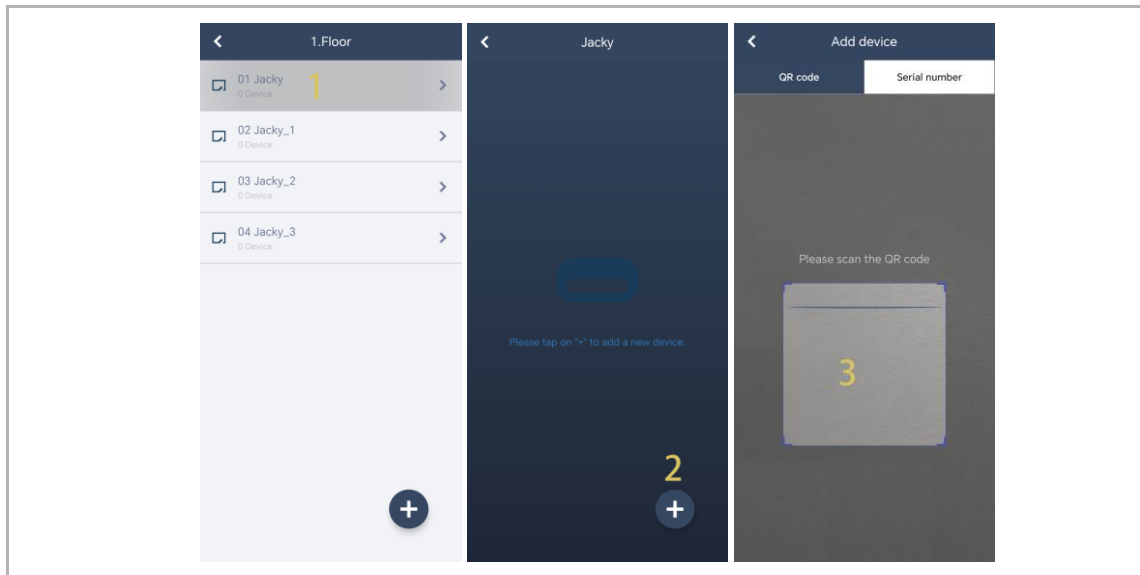 1.Floor
01 Jacky
0 Device
1
02 Jacky_1
0 Device
03 Jacky_2
0 Device
04 Jacky_3
0 Device
+
Jacky
Please tap on "+" to add a new device.
2
+
Add device
QR code
Serial number
Please scan the QR code
3